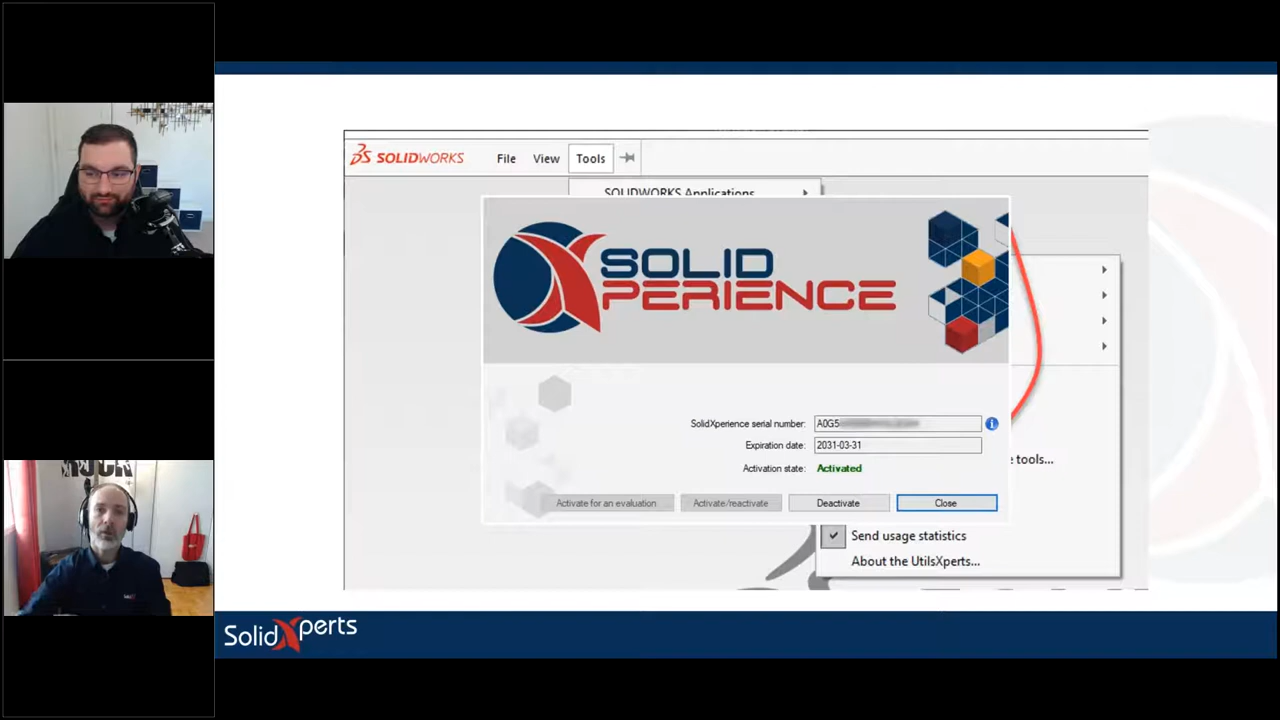 SOLIDWORKS File View Tools
SOLIDWORKS Applications
SOLID
XPERIENCE
SolidXperience serial number: A0G5
Expiration date: 2031-03-31
Activation state: Activated
e tools...
Activate for an evaluation Activate/reactivate Deactivate Close
Send usage statistics
About the UtilsXperts...
SolidXperts